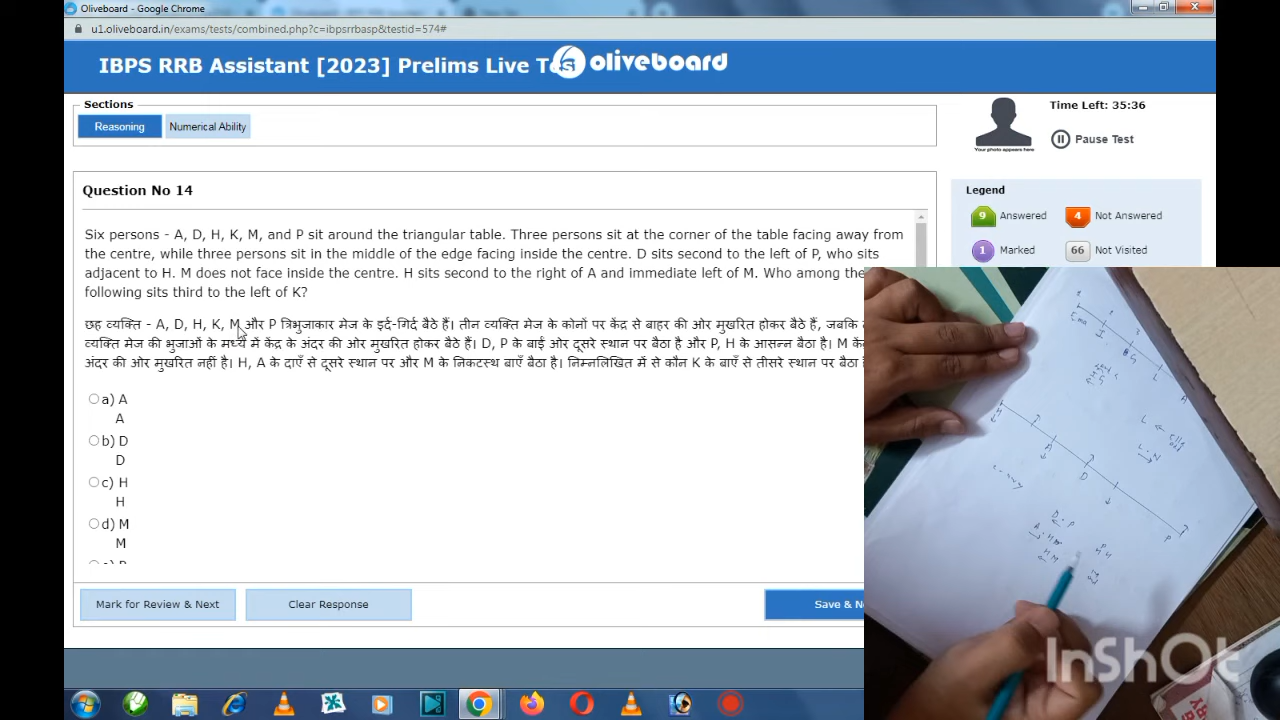 Oliveboard - Google Chrome
u1.oliveboard.in/exams/tests/combined.php?c=ibpsrrbasp&testid=574#
IBPS RRB Assistant [2023] Prelims Live
oliveboard
Sections
Reasoning
Numerical Ability
Time Left: 35:36
Your photo appears here
Pause Test
Question No 14
Legend
9 Answered
4 Not Answered
1 Marked
66 Not Visited
Six persons - A, D, H, K, M, and P sit around the triangular table. Three persons sit at the corner of the table facing away from
the centre, while three persons sit in the middle of the edge facing inside the centre. D sits second to the left of P, who sits
adjacent to H. M does not face inside the centre. H sits second to the right of A and immediate left of M. Who among the
following sits third to the left of K?
छह व्यक्ति - A, D, H, K, M और P त्रिभुजाकार मेज के इर्द-गिर्द बैठे हैं। तीन व्यक्ति मेज के कोनों पर केंद्र से बाहर की ओर मुखरित होकर बैठे हैं, जबकि
व्यक्ति मेज की भुजाओं के मध्य में केंद्र के अंदर की ओर मुखरित होकर बैठे हैं। D, P के बाईं ओर दूसरे स्थान पर बैठा है और P, H के आसन्न बैठा है। M
अंदर की ओर मुखरित नहीं है। H, A के दाएँ से दूसरे स्थान पर और M के निकटस्थ बाएँ बैठा है। निम्नलिखित में से कौन K के बाएँ से तीसरे स्थान पर बैठा
a) A
A
b) D
D
c) H
H
d) M
M
Mark for Review & Next
Clear Response
Save &
InShOt